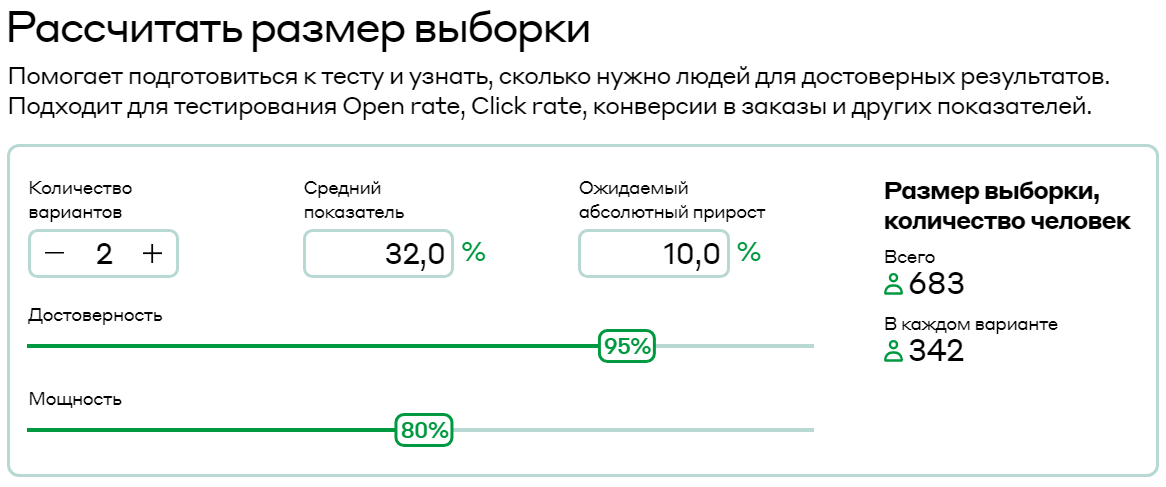 Рассчитать размер выборки
Помогает подготовиться к тесту и узнать, сколько нужно людей для достоверных результатов.
Подходит для тестирования Open rate, Click rate, конверсии в заказы и других показателей.
Количество
вариантов
− 2 +
Средний
показатель
32,0 %
Ожидаемый
абсолютный прирост
10,0 %
Достоверность
95%
Мощность
80%
Размер выборки,
количество человек
Всего
683
В каждом варианте
342